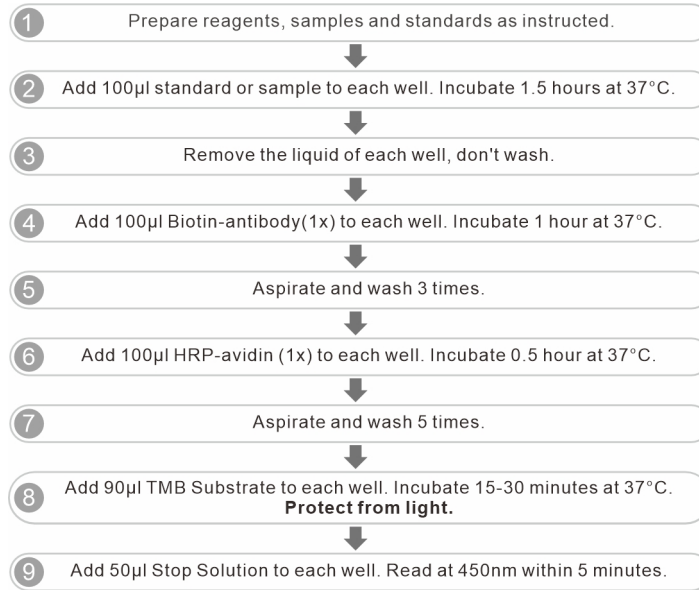 1 Prepare reagents, samples and standards as instructed.
2 Add 100μl standard or sample to each well. Incubate 1.5 hours at 37°C.
3 Remove the liquid of each well, don't wash.
4 Add 100μl Biotin-antibody(1x) to each well. Incubate 1 hour at 37°C.
5 Aspirate and wash 3 times.
6 Add 100μl HRP-avidin (1x) to each well. Incubate 0.5 hour at 37°C.
7 Aspirate and wash 5 times.
8 Add 90μl TMB Substrate to each well. Incubate 15-30 minutes at 37°C.
Protect from light.
9 Add 50μl Stop Solution to each well. Read at 450nm within 5 minutes.